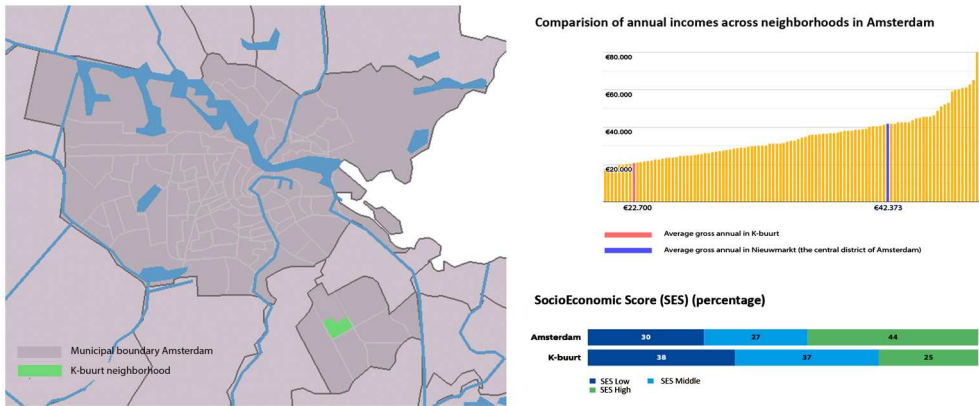 Comparision of annual incomes across neighborhoods in Amsterdam
€80.000
€60.000
€40.000
€20.000
€22.700
€42.373
Average gross annual in K-buurt
Average gross annual in Nieuwmarkt (the central district of Amsterdam)
Municipal boundary Amsterdam
K-buurt neighborhood
SocioEconomic Score (SES) (percentage)
Amsterdam 30 27 44
K-buurt 38 37 25
SES Low SES Middle
SES High